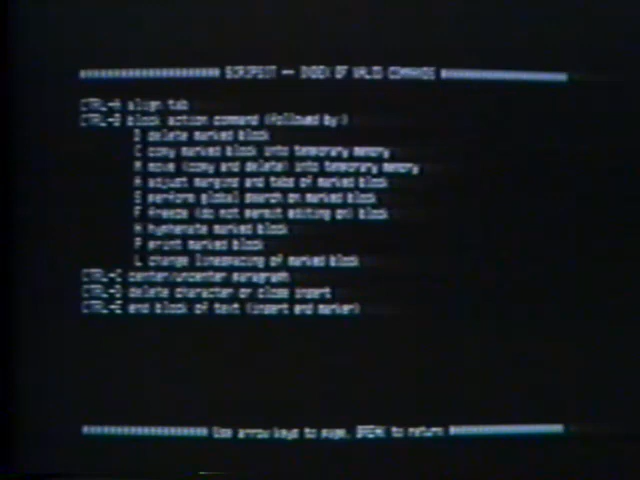 SCRIPSIT -- INDEX OF VALID COMMANDS
CTRL-A align tab
CTRL-B block action command (followed by)
D delete marked block
C copy marked block into temporary memory
M move (copy and delete) into temporary memory
A adjust margins and tabs of marked block
S perform global search on marked block
F freeze (do not permit editing on) block
H hyphenate marked block
P print marked block
L change linespacing of marked block
CTRL-C center/uncenter paragraph
CTRL-D delete character or close insert
CTRL-E end block of text (insert end marker)
Use arrow keys to page, BREAK to return